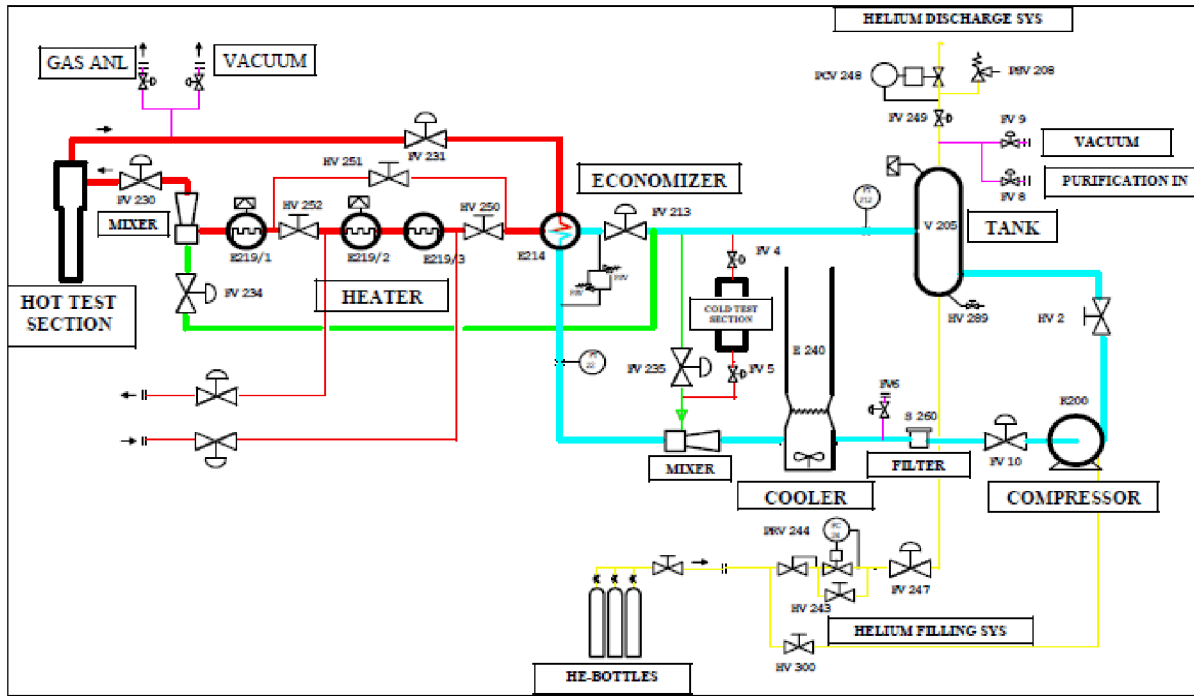 HELIUM DISCHARGE SYS
GAS ANL
VACUUM
PCV 248
PSV 208
FV 249
FV 9
VACUUM
PURIFICATION IN
FV 8
FV 231
HV 251
ECONOMIZER
FV 230
HV 252
HV 250
FV 213
MIXER
V 205
TANK
E219/1
E219/2
E219/3
E214
FV 4
HOT TEST
SECTION
FV 234
HEATER
COLD TEST
SECTION
HV 289
HV 2
E 240
FV 235
FV 5
FV6
R200
S 260
MIXER
FILTER
FV 10
COOLER
COMPRESSOR
PRV 244
HV 243
FV 247
HELIUM FILLING SYS
HV 300
HE-BOTTLES